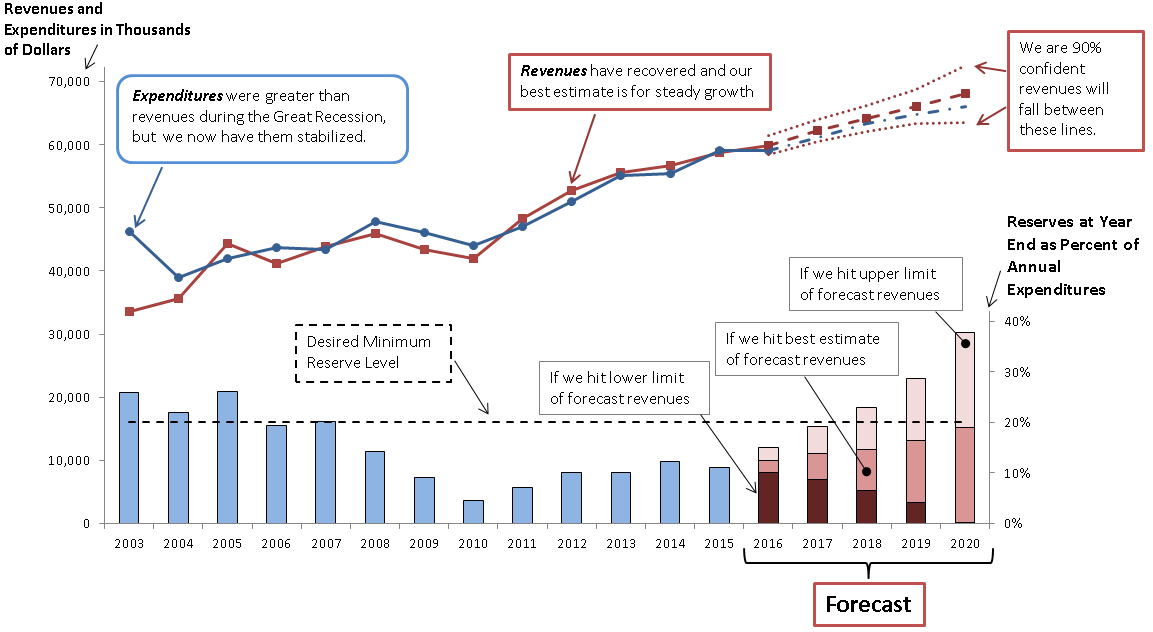 Revenues and
Expenditures in Thousands
of Dollars
70,000
60,000
50,000
40,000
30,000
20,000
10,000
0
Expenditures were greater than
revenues during the Great Recession,
but we now have them stabilized.
Revenues have recovered and our
best estimate is for steady growth
We are 90%
confident
revenues will
fall between
these lines.
Reserves at Year
End as Percent of
Annual
Expenditures
40%
30%
20%
10%
0%
If we hit upper limit
of forecast revenues
If we hit best estimate
of forecast revenues
If we hit lower limit
of forecast revenues
Desired Minimum
Reserve Level
2003 2004 2005 2006 2007 2008 2009 2010 2011 2012 2013 2014 2015 2016 2017 2018 2019 2020
Forecast